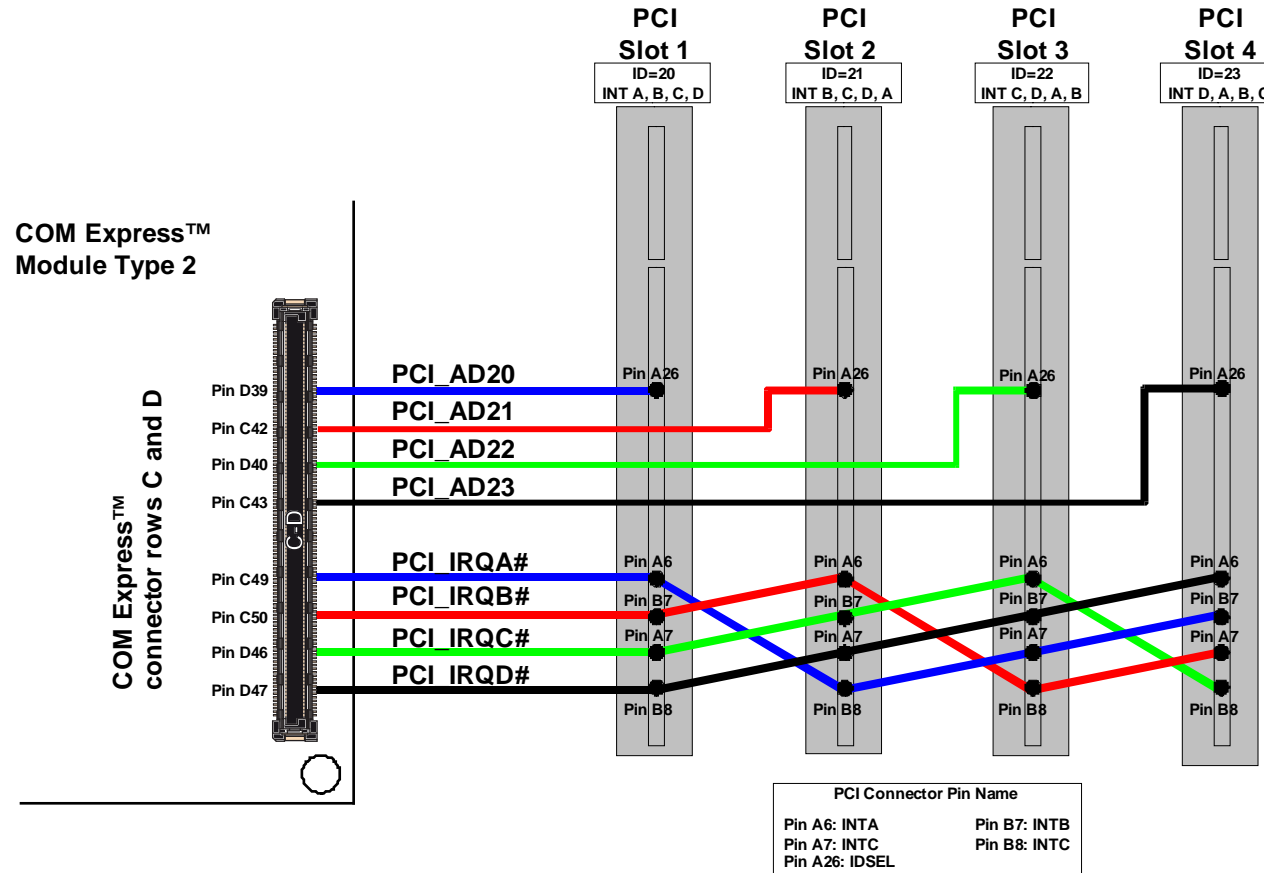 PCI
Slot 1
ID=20
INT A, B, C, D
PCI
Slot 2
ID=21
INT B, C, D, A
PCI
Slot 3
ID=22
INT C, D, A, B
PCI
Slot 4
ID=23
INT D, A, B, C
COM Express™
Module Type 2
COM Express™
connector rows C and D
C-D
Pin D39
PCI_AD20
Pin A26
Pin A26
Pin A26
Pin A26
Pin C42
PCI_AD21
Pin D40
PCI_AD22
Pin C43
PCI_AD23
Pin C49
PCI_IRQA#
Pin A6
Pin A6
Pin A6
Pin A6
Pin C50
PCI_IRQB#
Pin B7
Pin B7
Pin B7
Pin B7
Pin D46
PCI_IRQC#
Pin A7
Pin A7
Pin A7
Pin A7
Pin D47
PCI_IRQD#
Pin B8
Pin B8
Pin B8
Pin B8
PCI Connector Pin Name
Pin A6: INTA
Pin B7: INTB
Pin A7: INTC
Pin B8: INTC
Pin A26: IDSEL